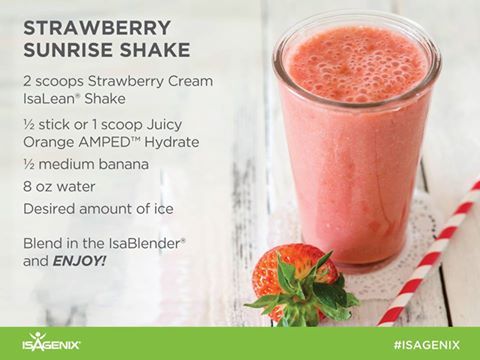 STRAWBERRY
SUNRISE SHAKE
2 scoops Strawberry Cream
IsaLean® Shake
½ stick or 1 scoop Juicy
Orange AMPED™ Hydrate
½ medium banana
8 oz water
Desired amount of ice
Blend in the IsaBlender®
and ENJOY!
ISAGENIX®
#ISAGENIX